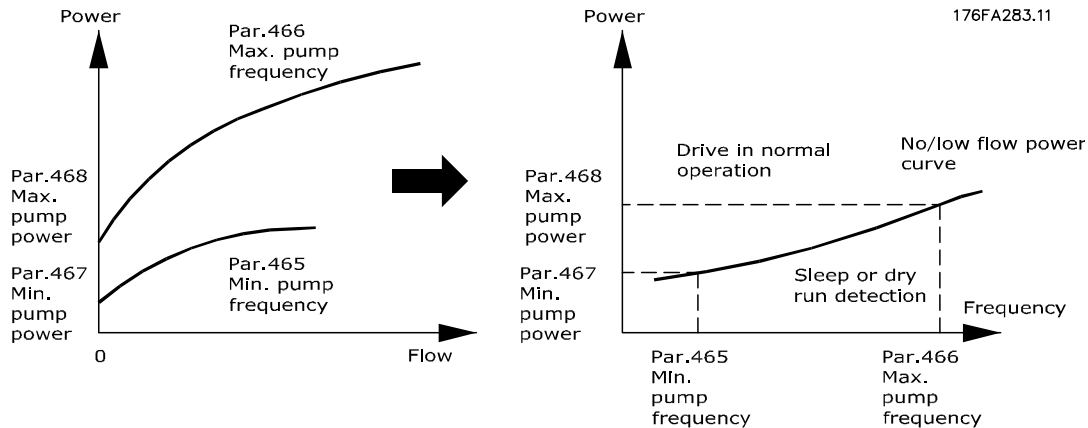 Power
Par.466
Max. pump
frequency
Par.468
Max.
pump
power
Par.467
Min.
pump
power
Par.465
Min. pump
frequency
0
Flow
Power
176FA283.11
Drive in normal
operation
No/low flow power
curve
Par.468
Max.
pump
power
Par.467
Min.
pump
power
Sleep or dry
run detection
Frequency
Par.465
Min.
pump
frequency
Par.466
Max.
pump
frequency